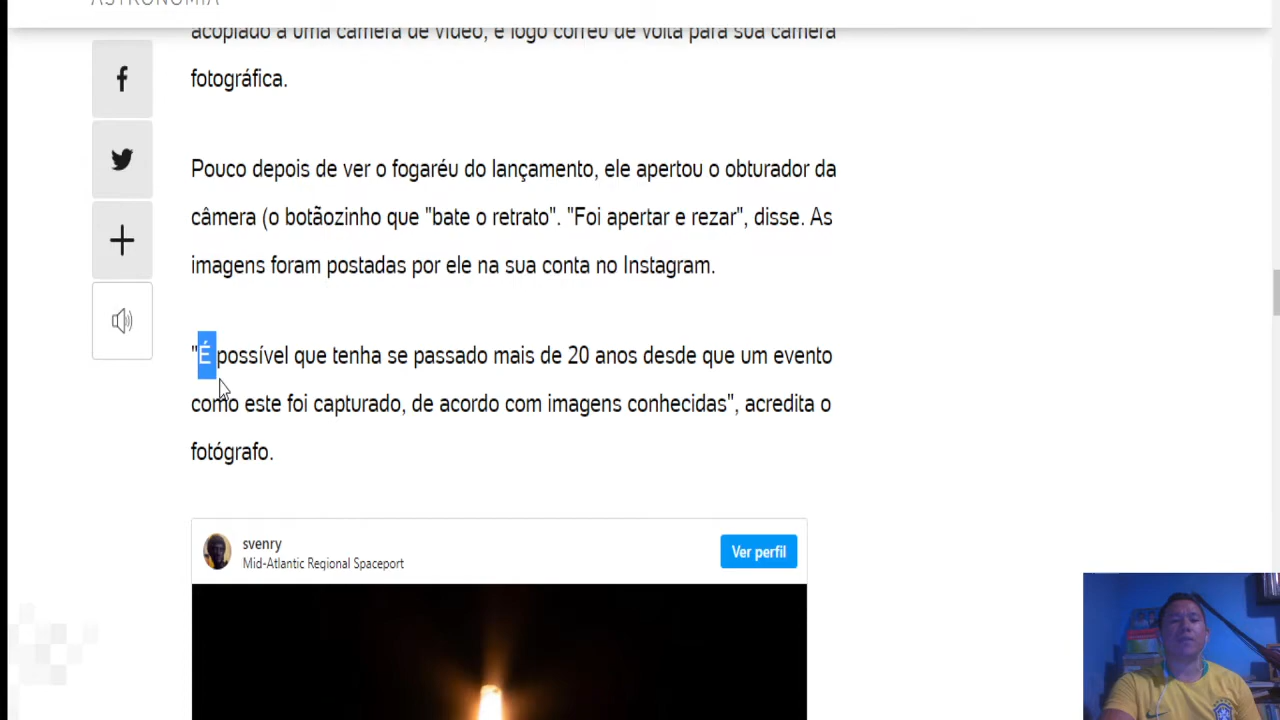 ASTRONOMIA
acoplado a uma câmera de vídeo, e logo correu de volta para sua câmera
fotográfica.
Pouco depois de ver o fogaréu do lançamento, ele apertou o obturador da
câmera (o botãozinho que "bate o retrato". "Foi apertar e rezar", disse. As
imagens foram postadas por ele na sua conta no Instagram.
"É possível que tenha se passado mais de 20 anos desde que um evento
como este foi capturado, de acordo com imagens conhecidas", acredita o
fotógrafo.
svenry
Mid-Atlantic Regional Spaceport
Ver perfil